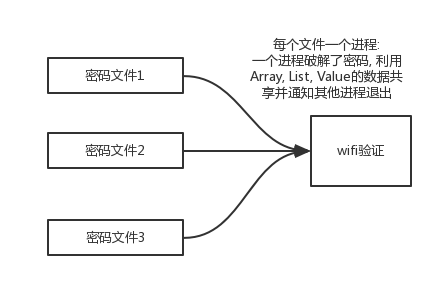 每个文件一个进程:
一个进程破解了密码, 利用
Array, List, Value的数据共
享并通知其他进程退出
密码文件1
密码文件2
wifi验证
密码文件3